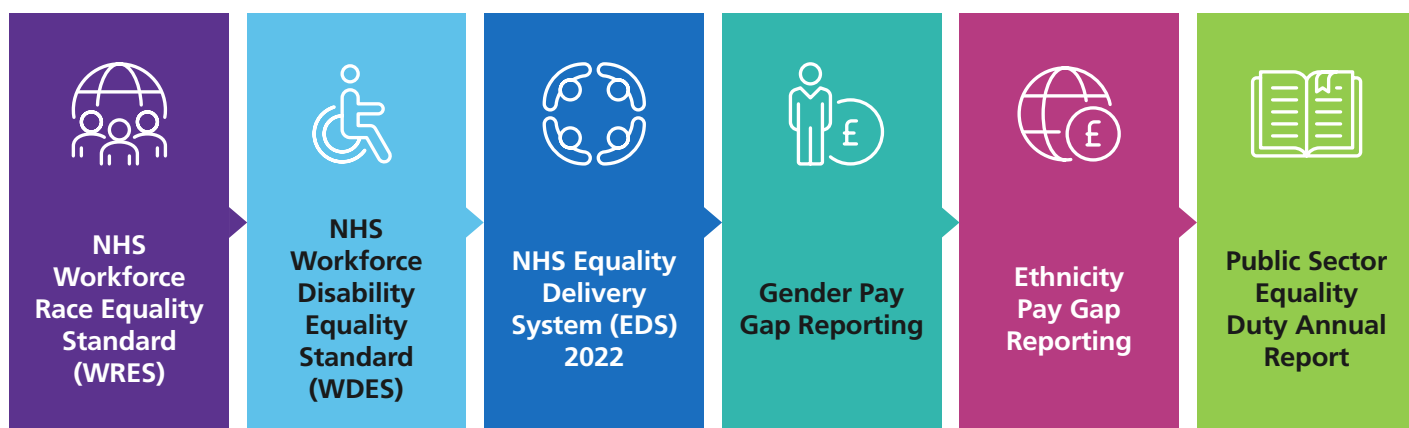 NHS
Workforce
Race Equality
Standard
(WRES)
NHS
Workforce
Disability
Equality
Standard
(WDES)
NHS Equality
Delivery
System (EDS)
2022
£
Gender Pay
Gap Reporting
£
Ethnicity
Pay Gap
Reporting
Public Sector
Equality
Duty Annual
Report